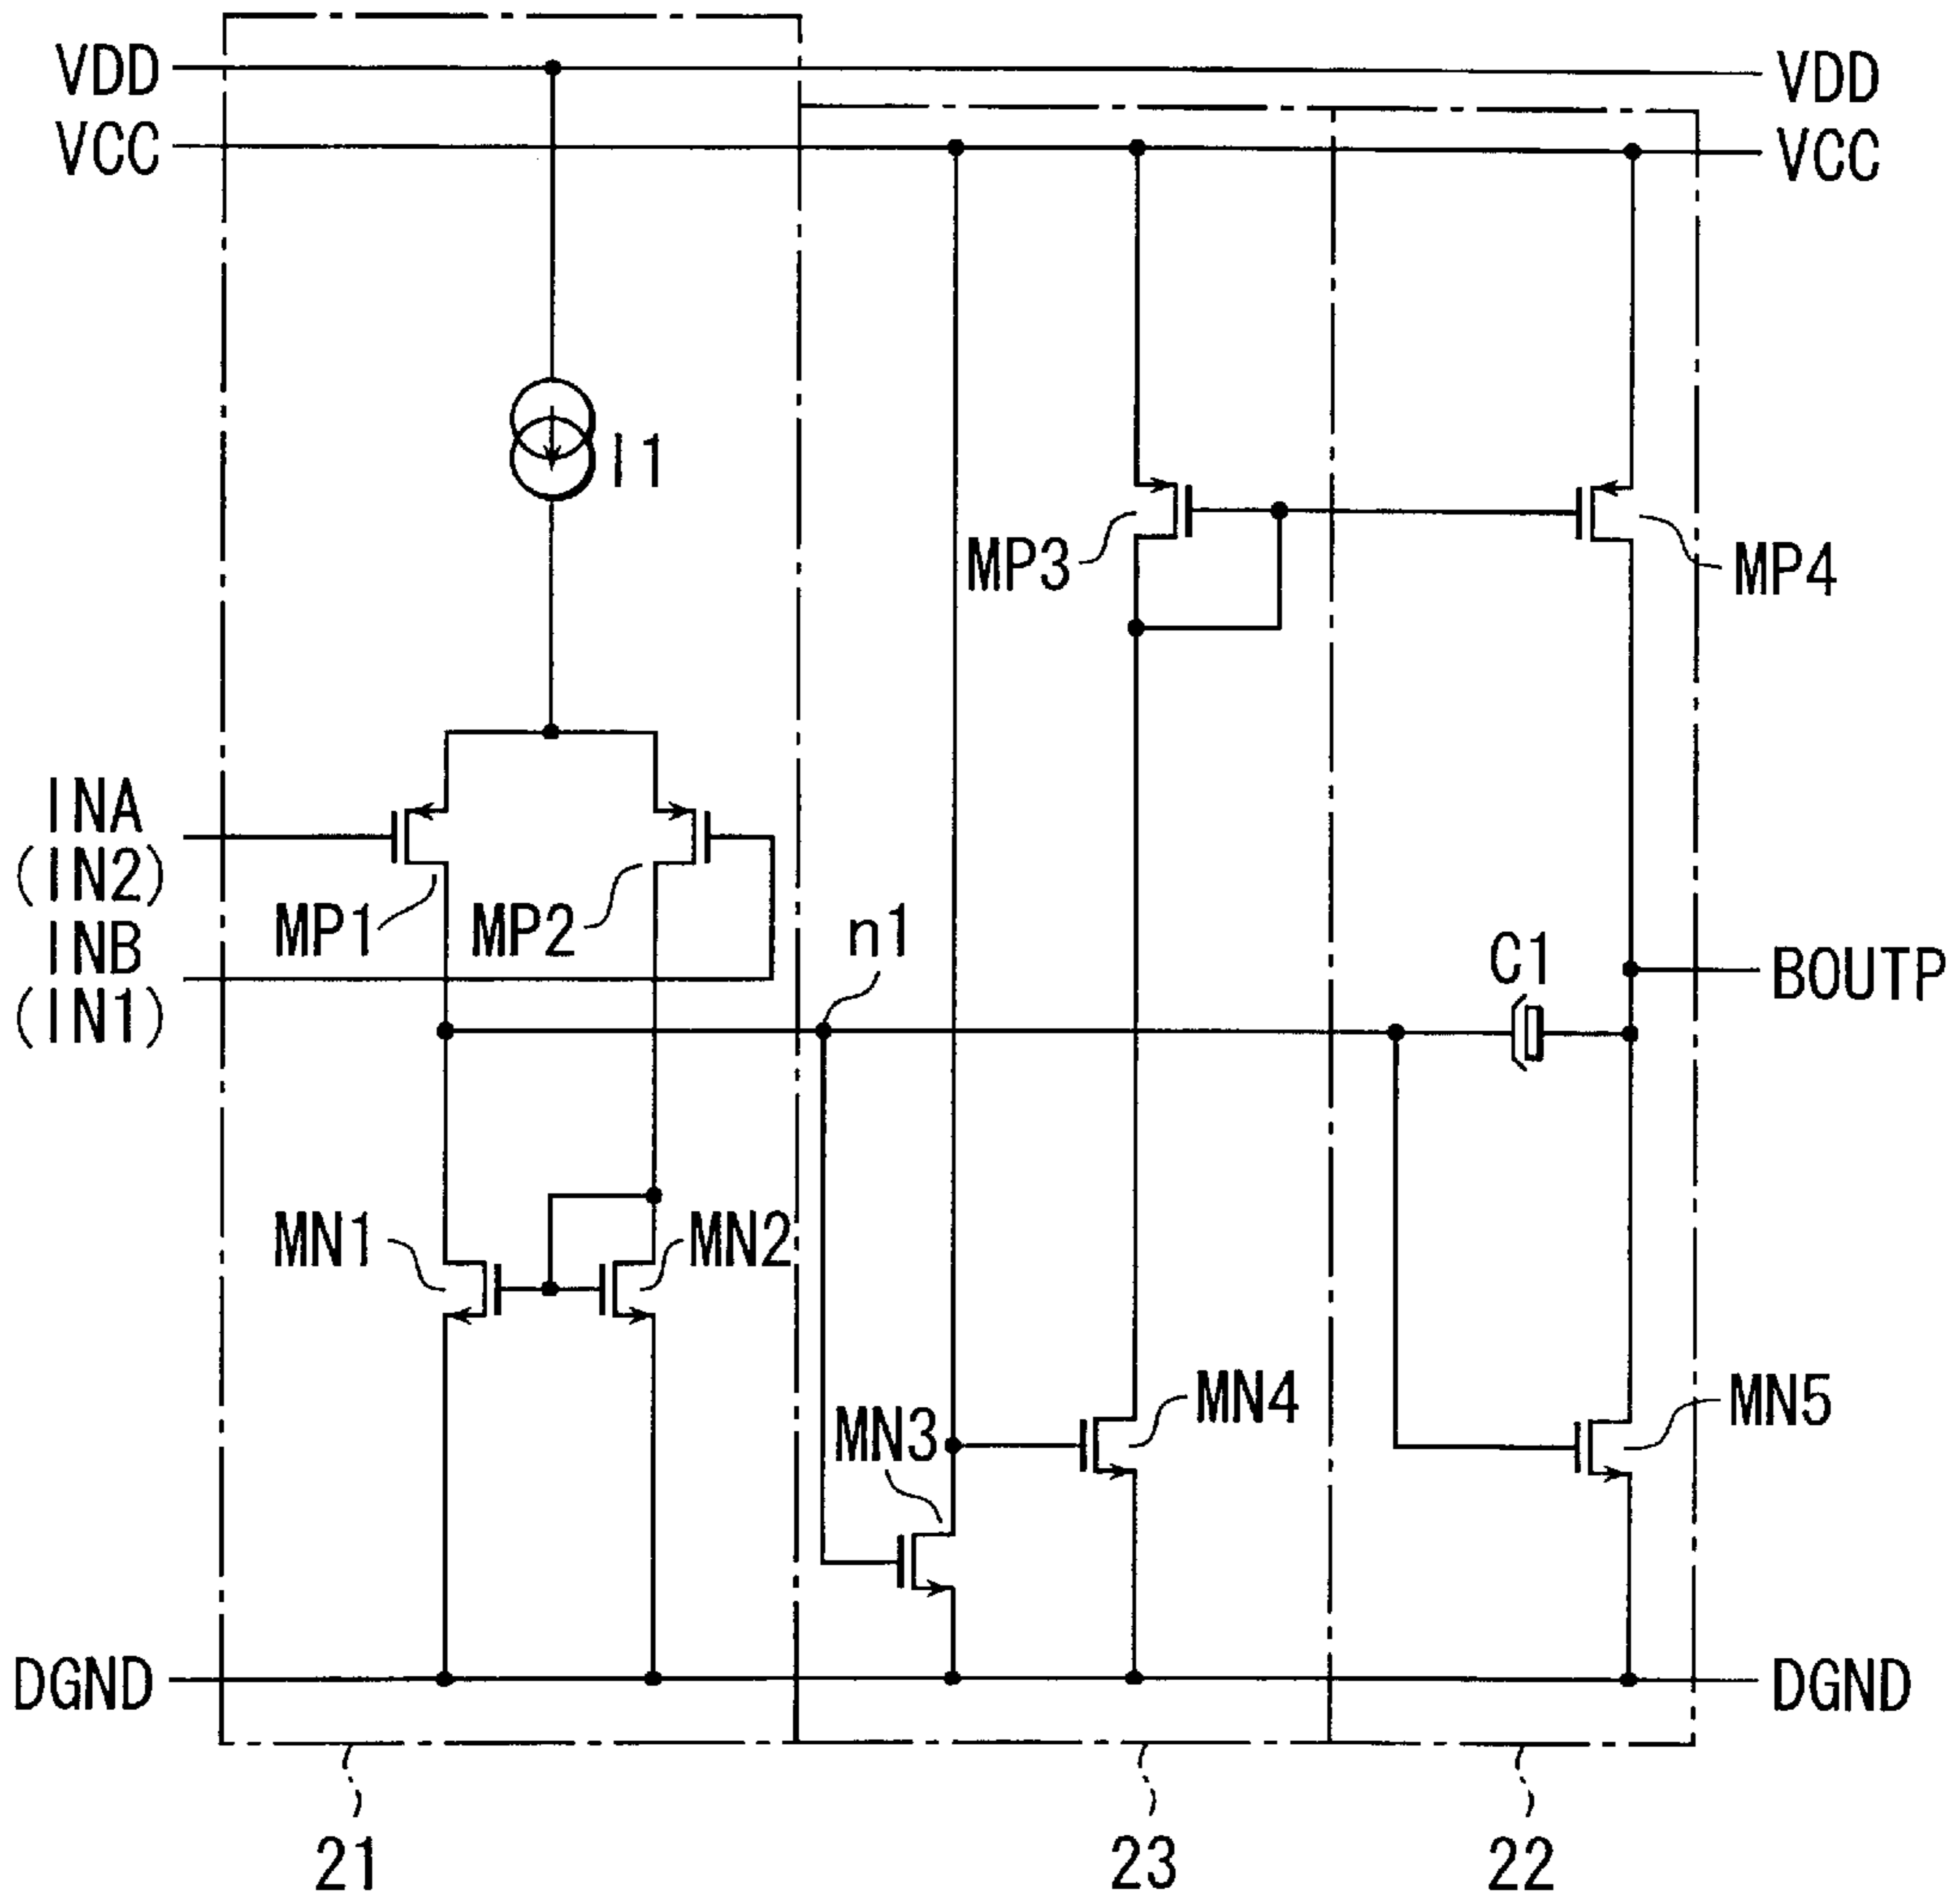 VDD
VDD
VCC
VCC
I1
MP3
MP4
INA
(IN2)
MP1
MP2
n1
INB
(IN1)
C1
BOUTP
MN1
MN2
MN3
MN4
MN5
DGND
DGND
21
23
22